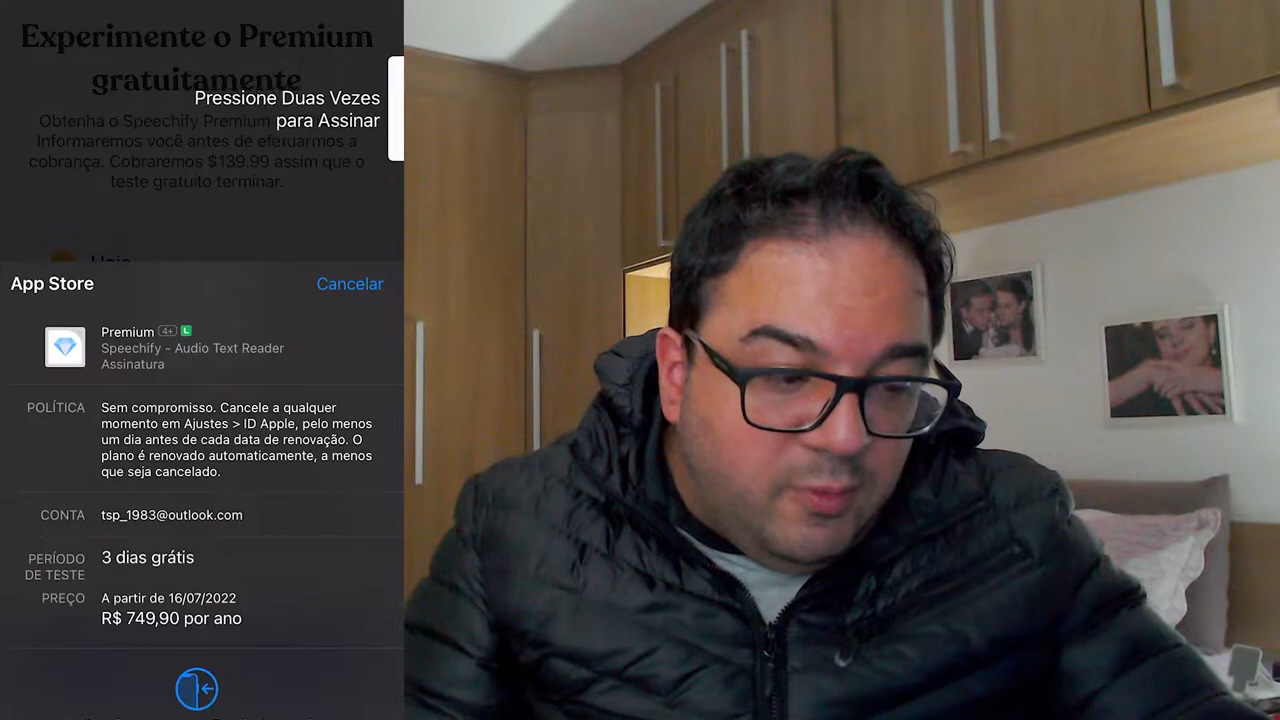 Experimente o Premium
gratuitamente
Pressione Duas Vezes
para Assinar
Obtenha o Speechify Premium
Informaremos você antes de efetuarmos a
cobrança. Cobraremos $139.99 assim que o
teste gratuito terminar.
Hoje
App Store
Cancelar
Premium 4+ L
Speechify - Audio Text Reader
Assinatura
POLÍTICA
Sem compromisso. Cancele a qualquer
momento em Ajustes > ID Apple, pelo menos
um dia antes de cada data de renovação. O
plano é renovado automaticamente, a menos
que seja cancelado.
CONTA
tsp_1983@outlook.com
PERÍODO
DE TESTE
3 dias grátis
PREÇO
A partir de 16/07/2022
R$ 749,90 por ano